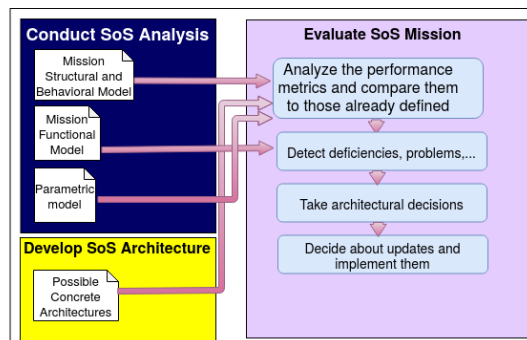 Conduct SoS Analysis
Mission
Structural and
Behavioral Model
Mission
Functional
Model
Parametric
model
Develop SoS Architecture
Possible
Concrete
Architectures
Evaluate SoS Mission
Analyze the performance
metrics and compare them
to those already defined
Detect deficiencies, problems,...
Take architectural decisions
Decide about updates and
implement them